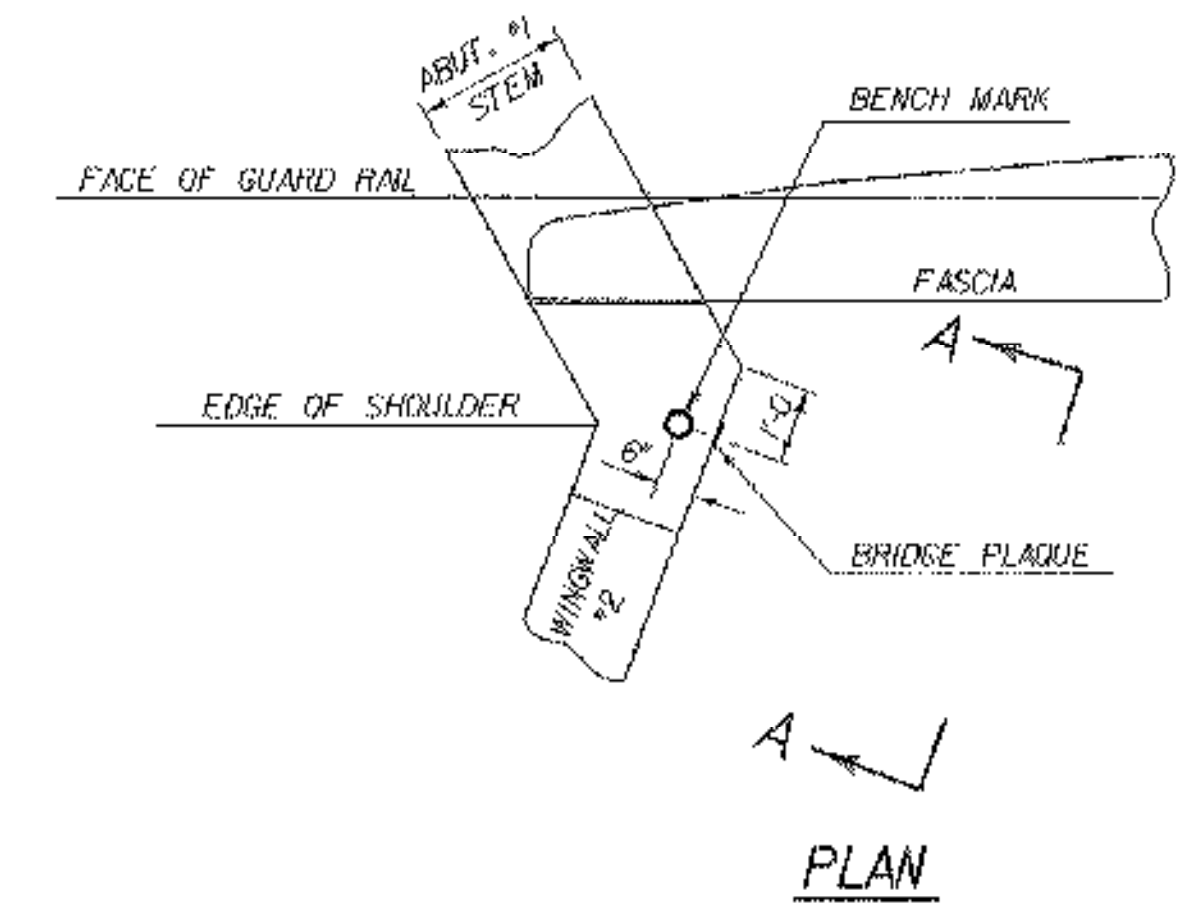 ABUT. #1
STEM
BENCH MARK
FACE OF GUARD RAIL
FASCIA
A
EDGE OF SHOULDER
1'-0
BRIDGE PLAQUE
WINGWALL
#2
A
PLAN